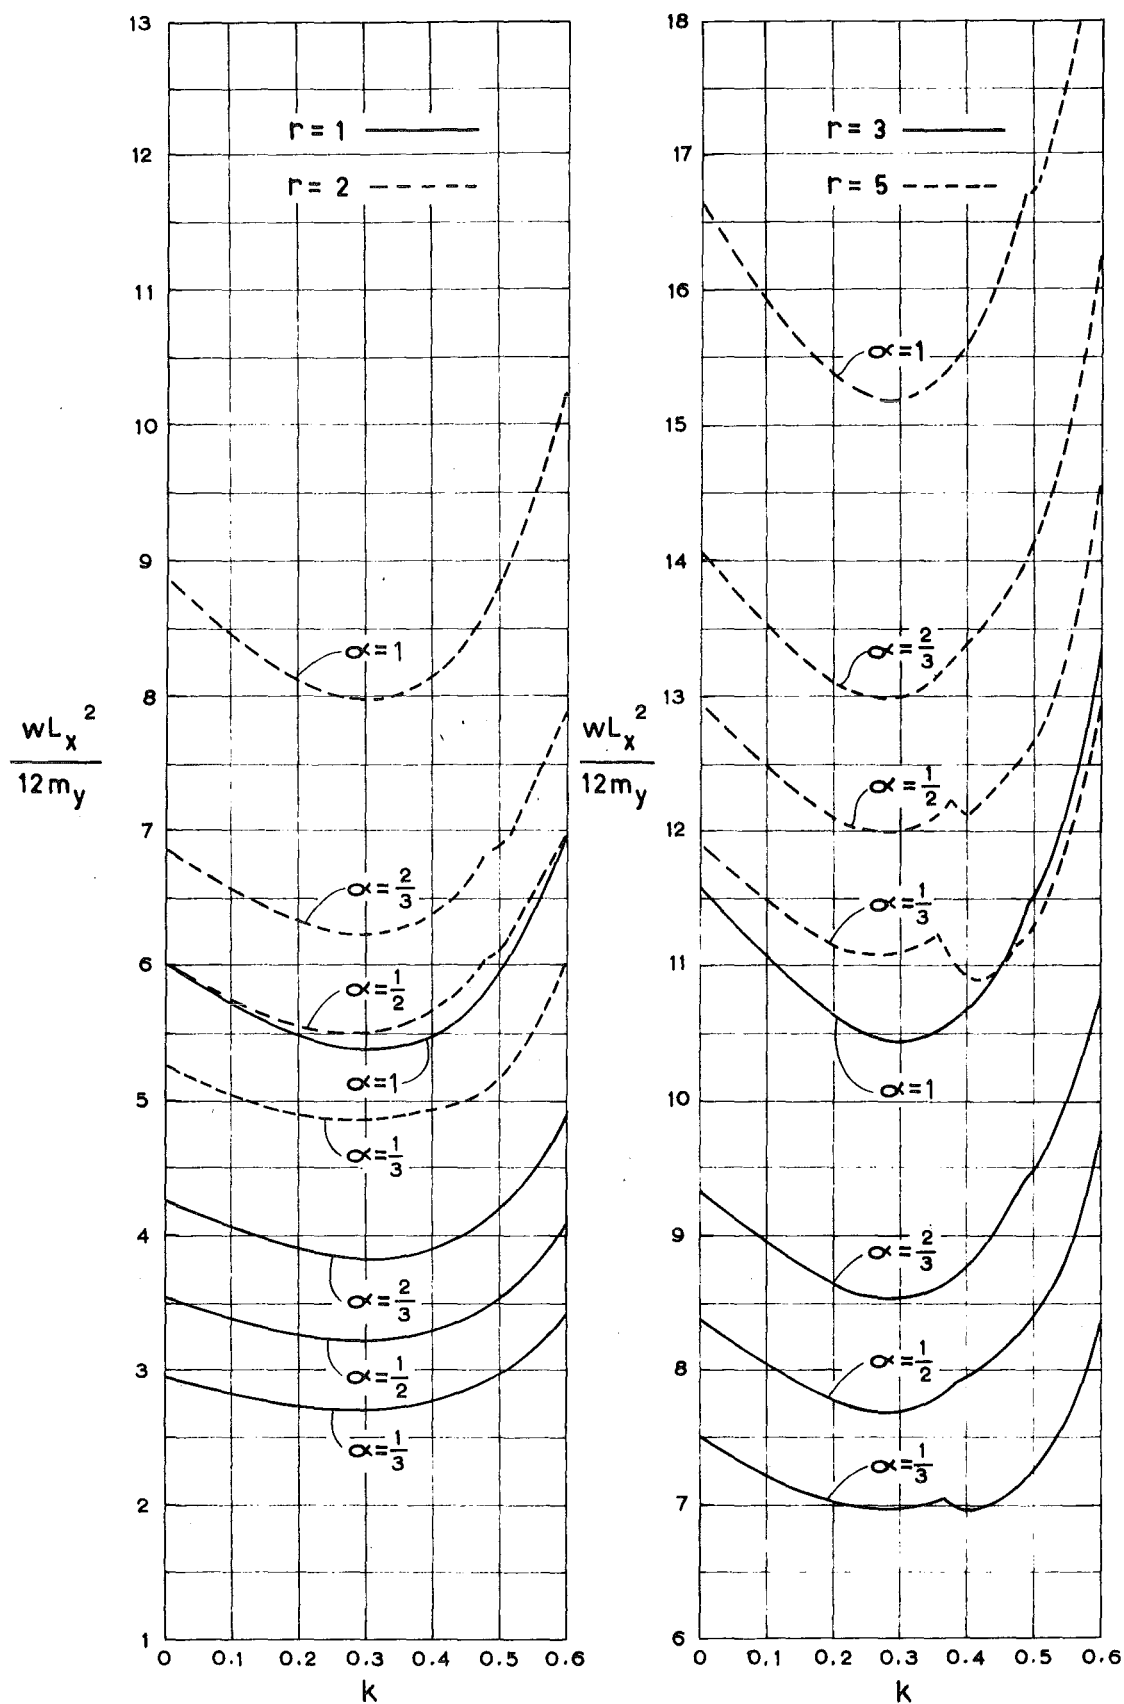 13
12
11
10
9
8
7
6
5
4
3
2
1
wLₓ²
12mᵧ
r = 1
r = 2
α=1
α=2/3
α=1/2
α=1
α=1/3
α=2/3
α=1/2
α=1/3
0 0.1 0.2 0.3 0.4 0.5 0.6
k
18
17
16
15
14
13
12
11
10
9
8
7
6
wLₓ²
12mᵧ
r = 3
r = 5
α=1
α=2/3
α=1/2
α=1/3
α=1
α=2/3
α=1/2
α=1/3
0 0.1 0.2 0.3 0.4 0.5 0.6
k